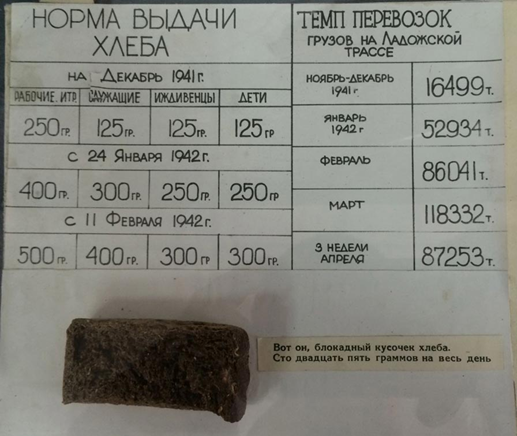 НОРМА ВЫДАЧИ
ХЛЕБА
НА ДЕКАБРЬ 1941 Г.
РАБОЧИЕ, ИТР. СЛУЖАЩИЕ ИЖДИВЕНЦЫ ДЕТИ
250 ГР. 125 ГР. 125 ГР. 125 ГР
С 24 ЯНВАРЯ 1942 Г.
400 ГР. 300 ГР. 250 ГР. 250 ГР
С 11 ФЕВРАЛЯ 1942 Г.
500 ГР. 400 ГР. 300 ГР 300 ГР.
ТЕМП ПЕРЕВОЗОК
ГРУЗОВ НА ЛАДОЖСКОЙ
ТРАССЕ
НОЯБРЬ-ДЕКАБРЬ
1941 Г. 16499 Т.
ЯНВАРЬ
1942 Г. 52934 Т.
ФЕВРАЛЬ 86041 Т.
МАРТ 118332 Т.
3 НЕДЕЛИ
АПРЕЛЯ 87253 Т.
Вот он, блокадный кусочек хлеба.
Сто двадцать пять граммов на весь день